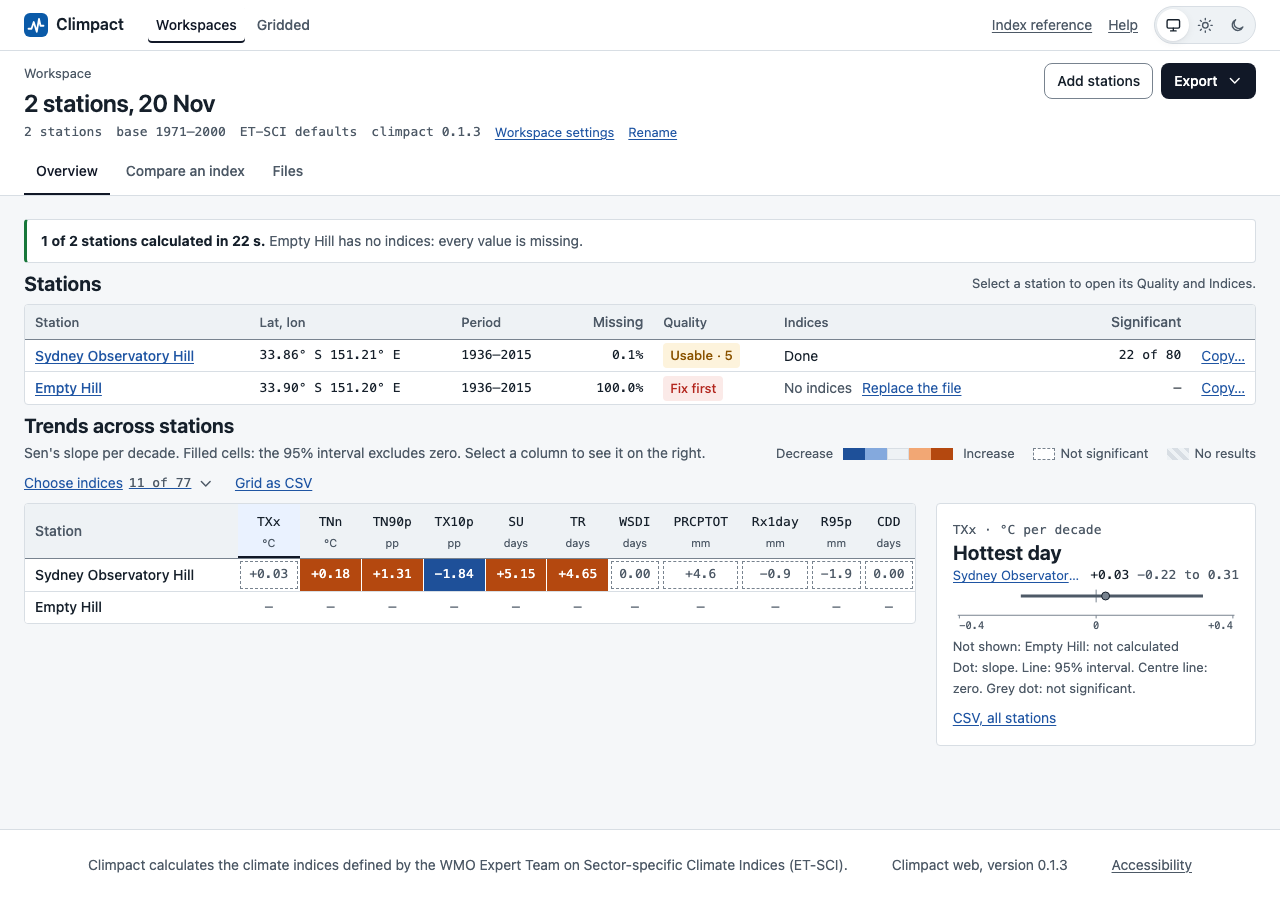 Climpact
Workspaces
Gridded
Index reference
Help
Workspace
2 stations, 20 Nov
Add stations
Export
2 stations base 1971–2000 ET-SCI defaults climpact 0.1.3 Workspace settings Rename
Overview
Compare an index
Files
1 of 2 stations calculated in 22 s. Empty Hill has no indices: every value is missing.
Stations
Select a station to open its Quality and Indices.
Station Lat, lon Period Missing Quality Indices Significant
Sydney Observatory Hill 33.86° S 151.21° E 1936–2015 0.1% Usable · 5 Done 22 of 80 Copy...
Empty Hill 33.90° S 151.20° E 1936–2015 100.0% Fix first No indices Replace the file – Copy...
Trends across stations
Sen's slope per decade. Filled cells: the 95% interval excludes zero. Select a column to see it on the right.
Decrease Increase Not significant No results
Choose indices 11 of 77 Grid as CSV
Station TXx TNn TN90p TX10p SU TR WSDI PRCPTOT Rx1day R95p CDD
°C °C pp pp days days days mm mm mm days
Sydney Observatory Hill +0.03 +0.18 +1.31 −1.84 +5.15 +4.65 0.00 +4.6 −0.9 −1.9 0.00
Empty Hill – – – – – – – – – – –
TXx · °C per decade
Hottest day
Sydney Observator... +0.03 −0.22 to 0.31
−0.4 0 +0.4
Not shown: Empty Hill: not calculated
Dot: slope. Line: 95% interval. Centre line:
zero. Grey dot: not significant.
CSV, all stations
Climpact calculates the climate indices defined by the WMO Expert Team on Sector-specific Climate Indices (ET-SCI).
Climpact web, version 0.1.3
Accessibility